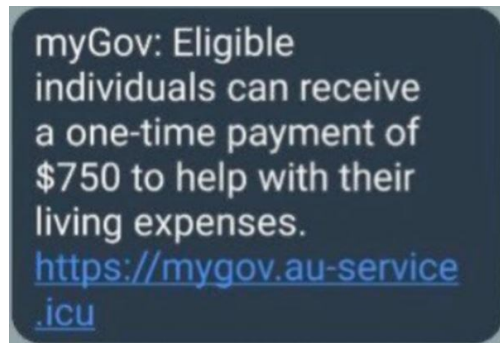 myGov: Eligible
individuals can receive
a one-time payment of
$750 to help with their
living expenses.
https://mygov.au-service
.icu